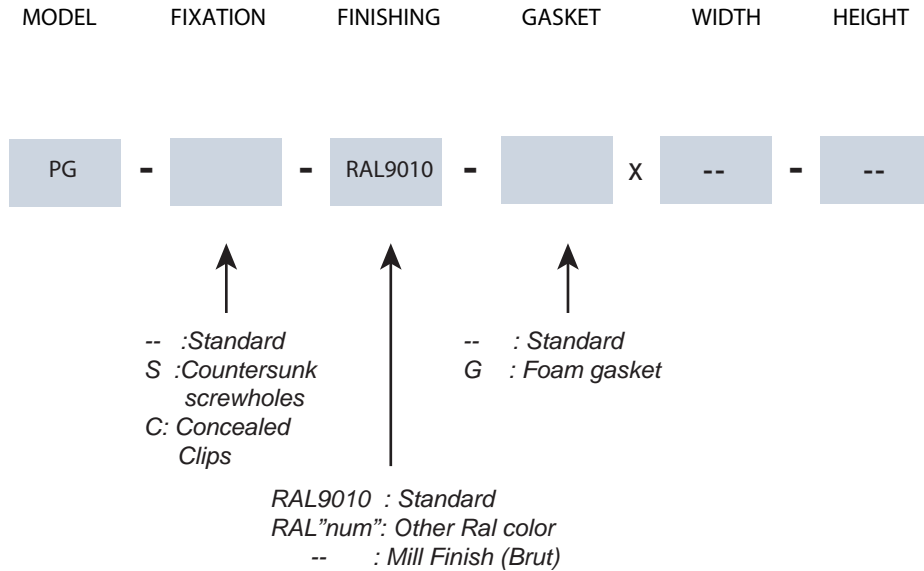 MODEL FIXATION FINISHING GASKET WIDTH HEIGHT
PG - - RAL9010 - x -- - --
-- :Standard
S :Countersunk
screwholes
C: Concealed
Clips
-- : Standard
G : Foam gasket
RAL9010 : Standard
RAL”num”: Other Ral color
-- : Mill Finish (Brut)